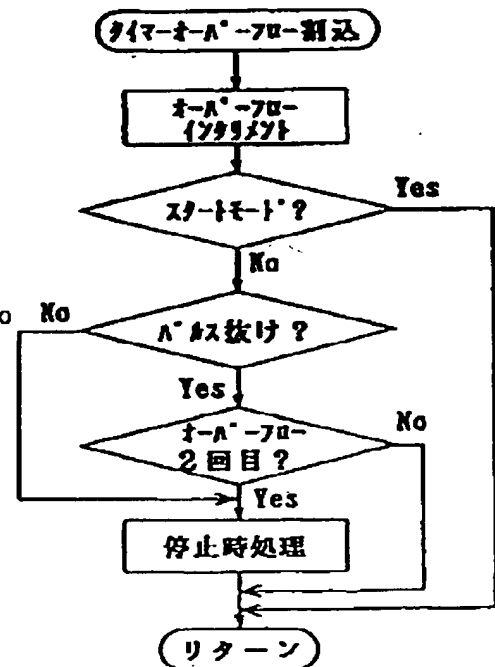 タイマーオーバーフロー割込
オーバーフロー
インクリメント
スタートモード?
Yes
No
o No
パルス抜け?
Yes
オーバーフロー
2回目?
No
Yes
停止時処理
リターン